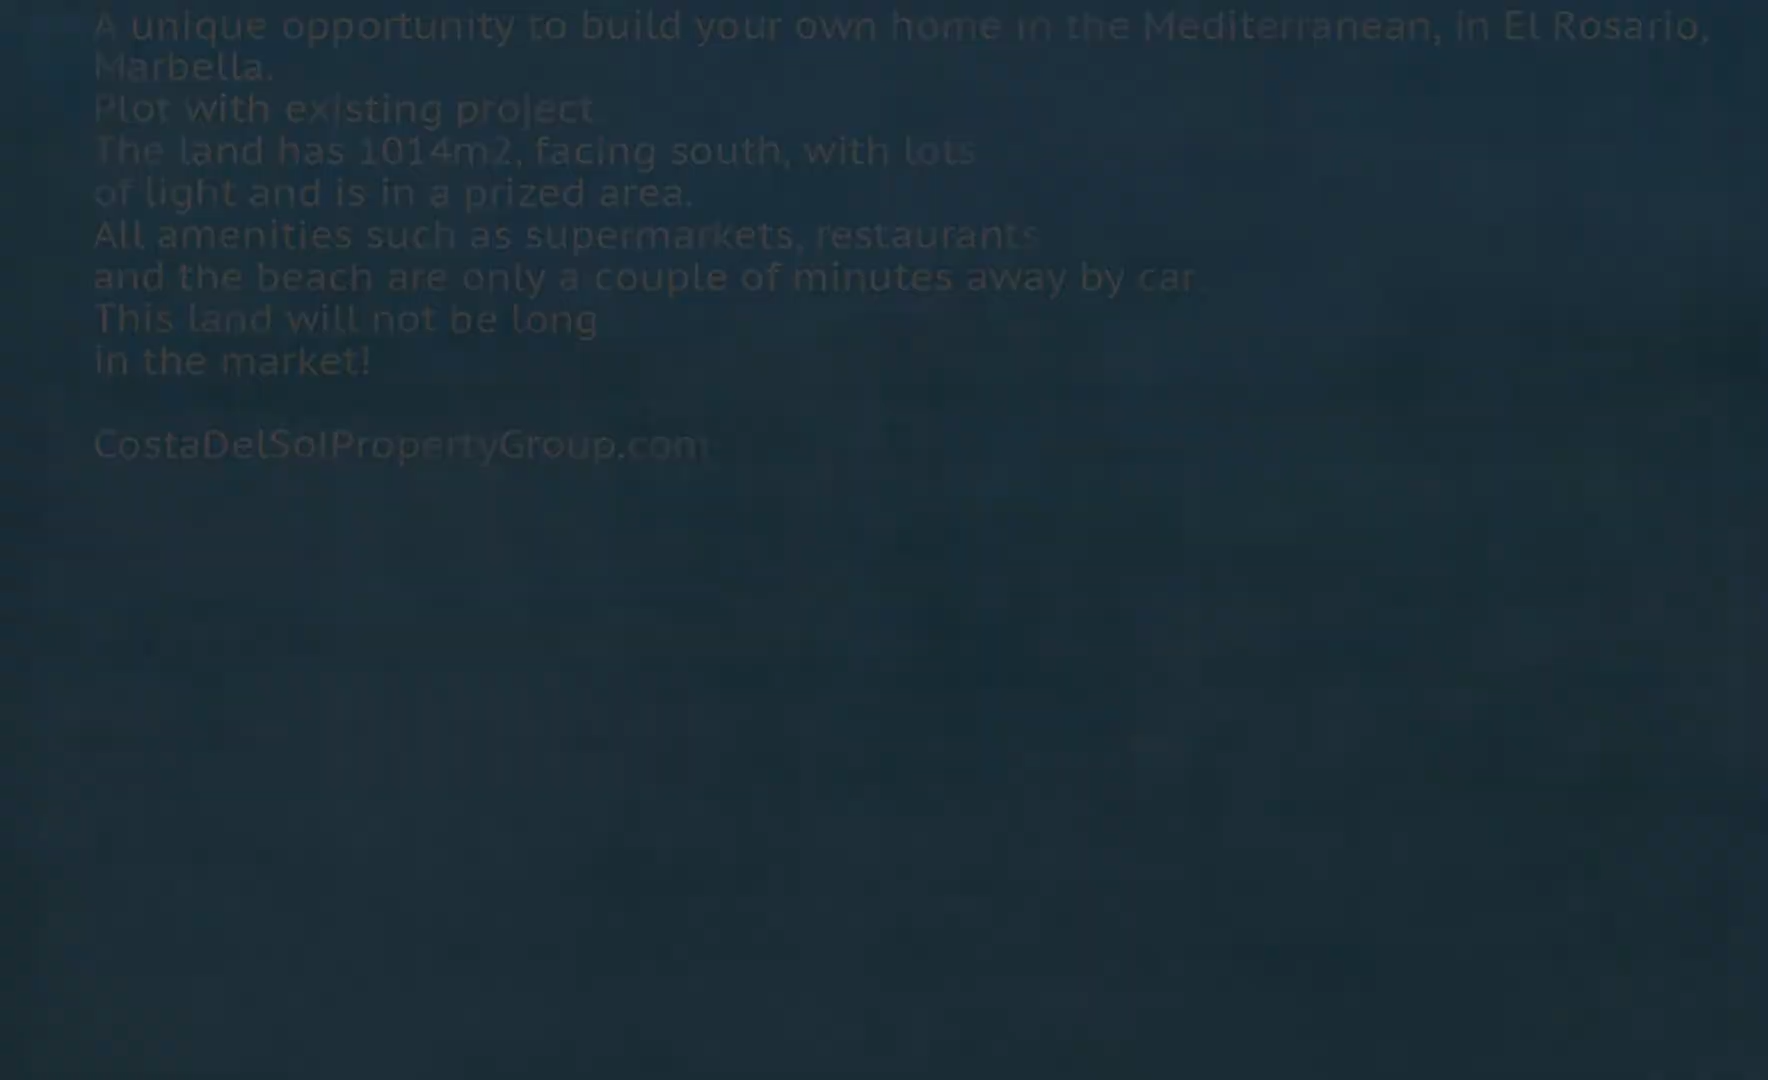 A unique opportunity to build your own home in the Mediterranean, in El Rosario,
Marbella.
Plot with existing project
The land has 1014m2, facing south, with lots
of light and is in a prized area.
All amenities such as supermarkets, restaurants
and the beach are only a couple of minutes away by car
This land will not be long
in the market!
CostaDelSolPropertyGroup.com